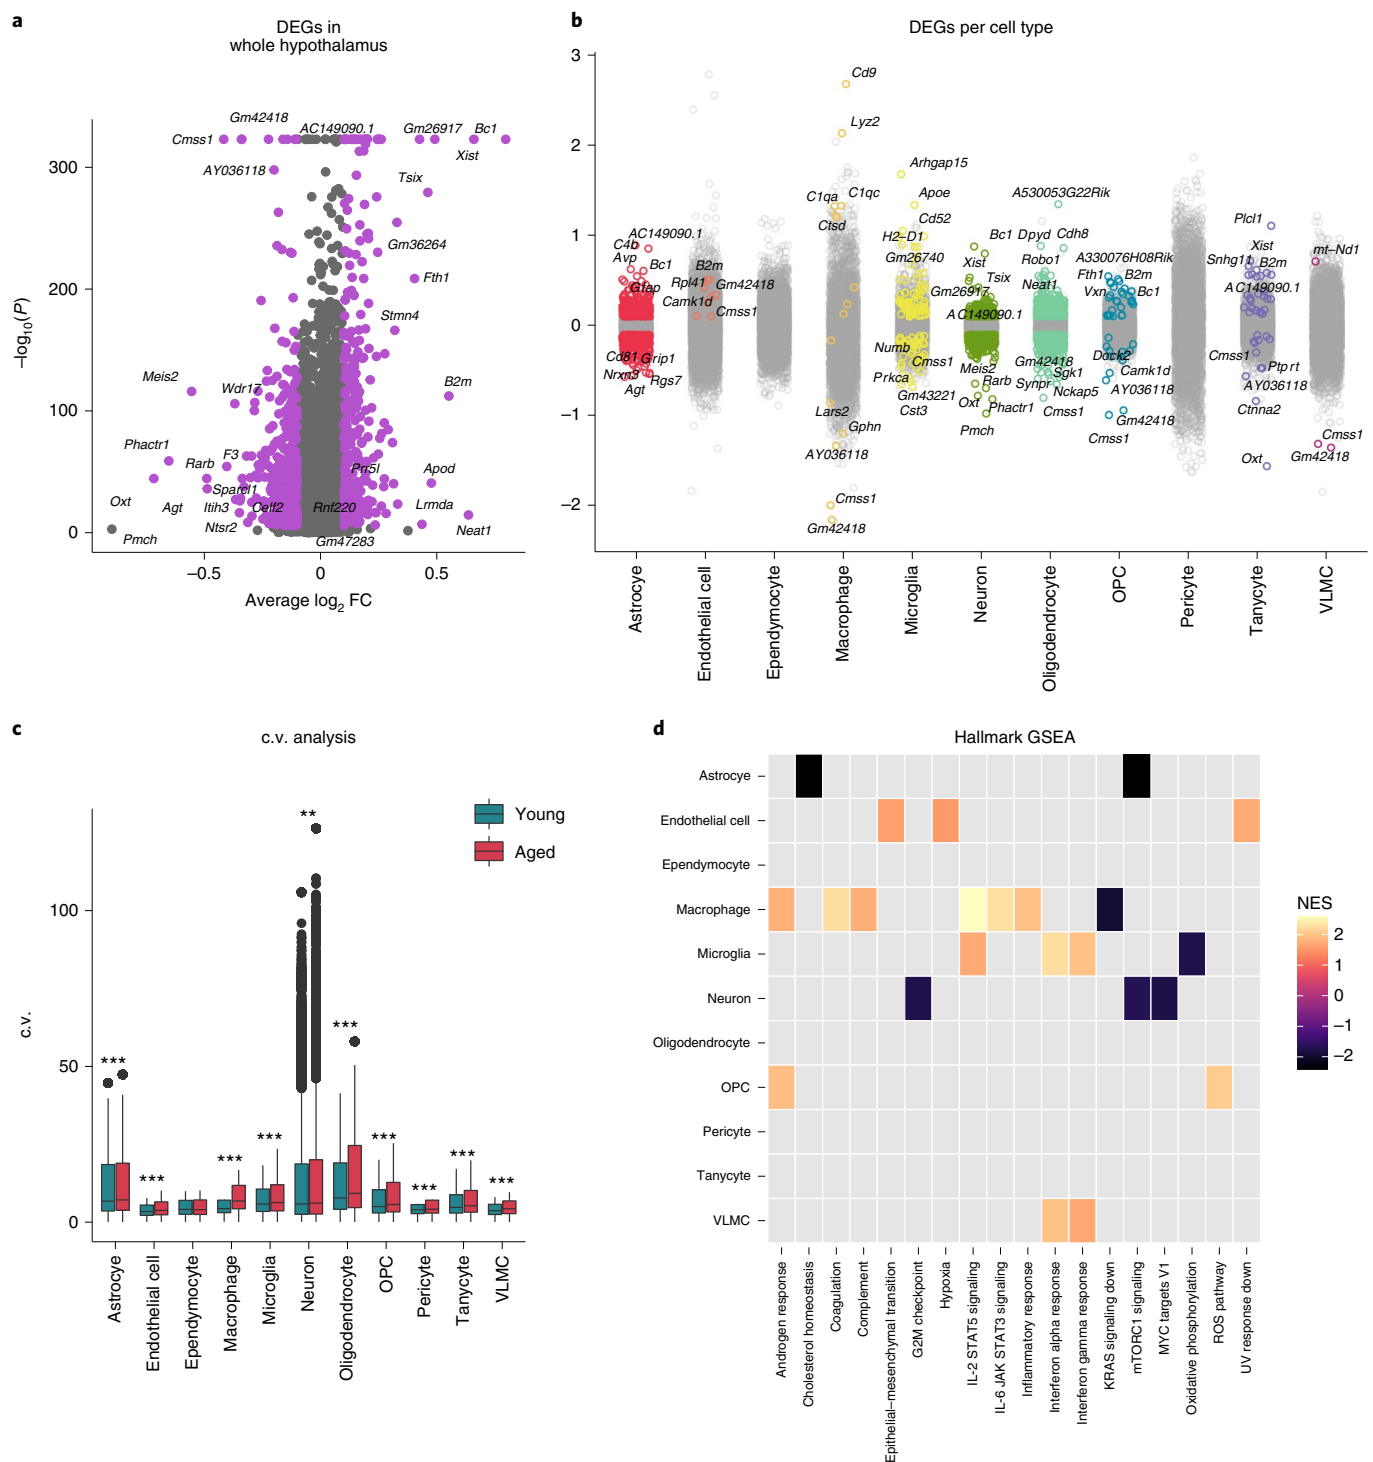 a
DEGs in
whole hypothalamus
Gm42418
Cmss1
AC149090.1
Gm26917
Bc1
Xist
AY036118
Tsix
Gm36264
Fth1
Stmn4
Meis2
Wdr17
B2m
Phactr1
Rarb
F3
Prr5l
Apod
Sparcl1
Oxt
Agt
Itih3
Celf2
Rnf220
Lrmda
Ntsr2
Neat1
Pmch
Gm47283
300
200
100
0
–log10(P)
–0.5
0
0.5
Average log2 FC
b
DEGs per cell type
3
2
1
0
–1
–2
Cd9
Lyz2
Arhgap15
C1qa
C1qc
Apoe
A530053G22Rik
Ctsd
Cd52
Plcl1
AC149090.1
C4b
H2–D1
Bc1
Dpyd
Cdh8
Xist
mt–Nd1
Avp
Bc1
B2m
Gm26740
Xist
Robo1
A330076H08Rik
Snhg11
B2m
Gfap
Rpl41
Gm42418
Tsix
Neat1
Fth1
B2m
Camk1d
Gm26917
Vxn
Bc1
AC149090.1
Cmss1
AC149090.1
Numb
Cd81
Grip1
Cmss1
Meis2
Gm42418
Dock2
Cmss1
Ptprt
Nrxn3
Rgs7
Prkca
Rarb
Synpr
Sgk1
Camk1d
Agt
Gm43221
Nckap5
AY036118
AY036118
Lars2
Cst3
Oxt
Phactr1
Cmss1
Ctnna2
Gphn
Pmch
Gm42418
AY036118
Cmss1
Cmss1
Oxt
Gm42418
Cmss1
Gm42418
Astrocye
Endothelial cell
Ependymocyte
Macrophage
Microglia
Neuron
Oligodendrocyte
OPC
Pericyte
Tanycyte
VLMC
c
c.v. analysis
Young
Aged
100
50
0
c.v.
***
***
***
***
**
***
***
***
***
***
Astrocye
Endothelial cell
Ependymocyte
Macrophage
Microglia
Neuron
Oligodendrocyte
OPC
Pericyte
Tanycyte
VLMC
d
Hallmark GSEA
Astrocye
Endothelial cell
Ependymocyte
Macrophage
Microglia
Neuron
Oligodendrocyte
OPC
Pericyte
Tanycyte
VLMC
Androgen response
Cholesterol homeostasis
Coagulation
Complement
Epithelial–mesenchymal transition
G2M checkpoint
Hypoxia
IL-2 STAT5 signaling
IL-6 JAK STAT3 signaling
Inflammatory response
Interferon alpha response
Interferon gamma response
KRAS signaling down
mTORC1 signaling
MYC targets V1
Oxidative phosphorylation
ROS pathway
UV response down
NES
2
1
0
–1
–2